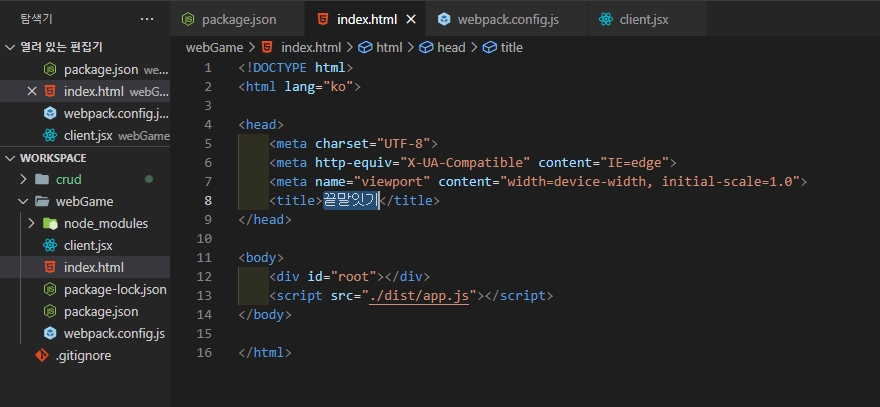 탐색기 ...
package.json index.html webpack.config.js client.jsx
열려 있는 편집기
package.json we...
index.html webG...
webpack.config.j...
client.jsx webGame
WORKSPACE
crud
webGame
node_modules
client.jsx
index.html
package-lock.json
package.json
webpack.config.js
.gitignore
webGame > index.html > html > head > title
1 <!DOCTYPE html>
2 <html lang="ko">
3
4 <head>
5 <meta charset="UTF-8">
6 <meta http-equiv="X-UA-Compatible" content="IE=edge">
7 <meta name="viewport" content="width=device-width, initial-scale=1.0">
8 <title>끝말잇기</title>
9 </head>
10
11 <body>
12 <div id="root"></div>
13 <script src="./dist/app.js"></script>
14 </body>
15
16 </html>